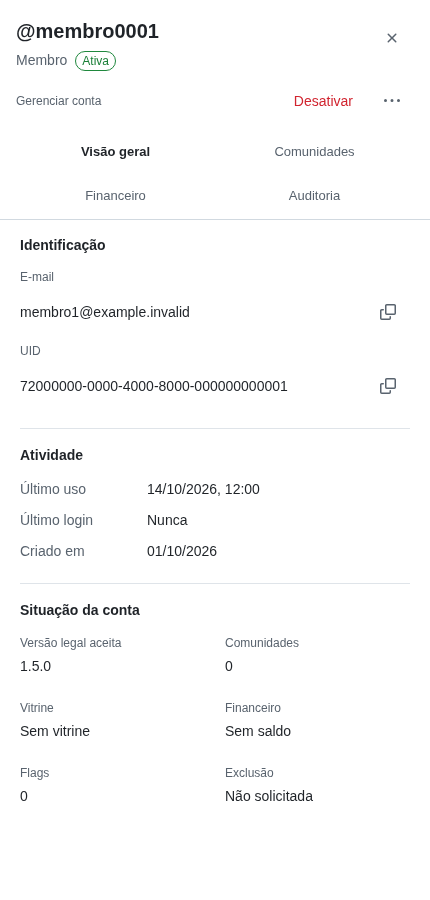 @membro0001
Membro Ativa
Gerenciar conta Desativar
Visão geral Comunidades
Financeiro Auditoria
Identificação
E-mail
membro1@example.invalid
UID
72000000-0000-4000-8000-000000000001
Atividade
Último uso 14/10/2026, 12:00
Último login Nunca
Criado em 01/10/2026
Situação da conta
Versão legal aceita Comunidades
1.5.0 0
Vitrine Financeiro
Sem vitrine Sem saldo
Flags Exclusão
0 Não solicitada